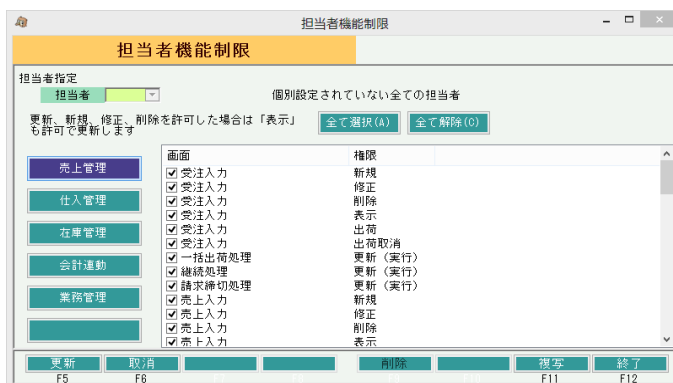 担当者機能制限
担当者機能制限
担当者指定
担当者
個別設定されていない全ての担当者
更新、新規、修正、削除を許可した場合は「表示」
も許可で更新します
全て選択(A) 全て解除(C)
画面 権限
売上管理
仕入管理
在庫管理
会計連動
業務管理
受注入力 新規
受注入力 修正
受注入力 削除
受注入力 表示
受注入力 出荷
受注入力 出荷取消
一括出荷処理 更新（実行）
継続処理 更新（実行）
請求締切処理 更新（実行）
売上入力 新規
売上入力 修正
売上入力 削除
売上入力 表示
更新 取消 削除 複写 終了
F5 F6 F11 F12